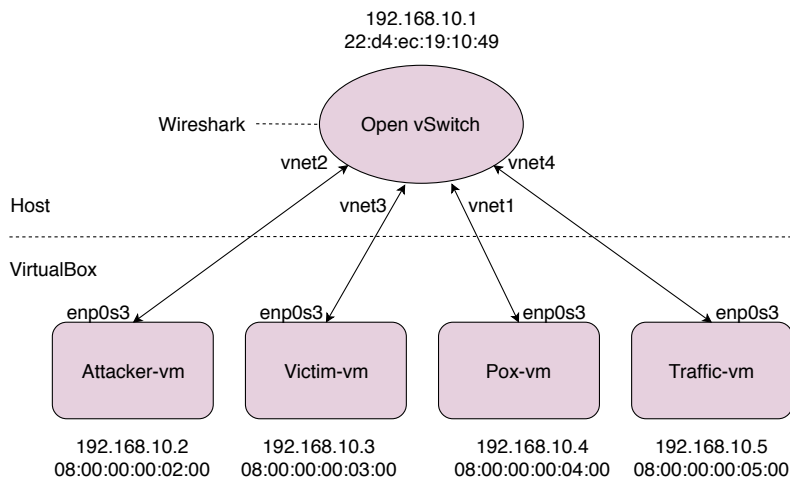 192.168.10.1
22:d4:ec:19:10:49
Wireshark
Open vSwitch
vnet2
vnet4
vnet3
vnet1
Host
VirtualBox
enp0s3
enp0s3
enp0s3
enp0s3
Attacker-vm
Victim-vm
Pox-vm
Traffic-vm
192.168.10.2
08:00:00:00:02:00
192.168.10.3
08:00:00:00:03:00
192.168.10.4
08:00:00:00:04:00
192.168.10.5
08:00:00:00:05:00